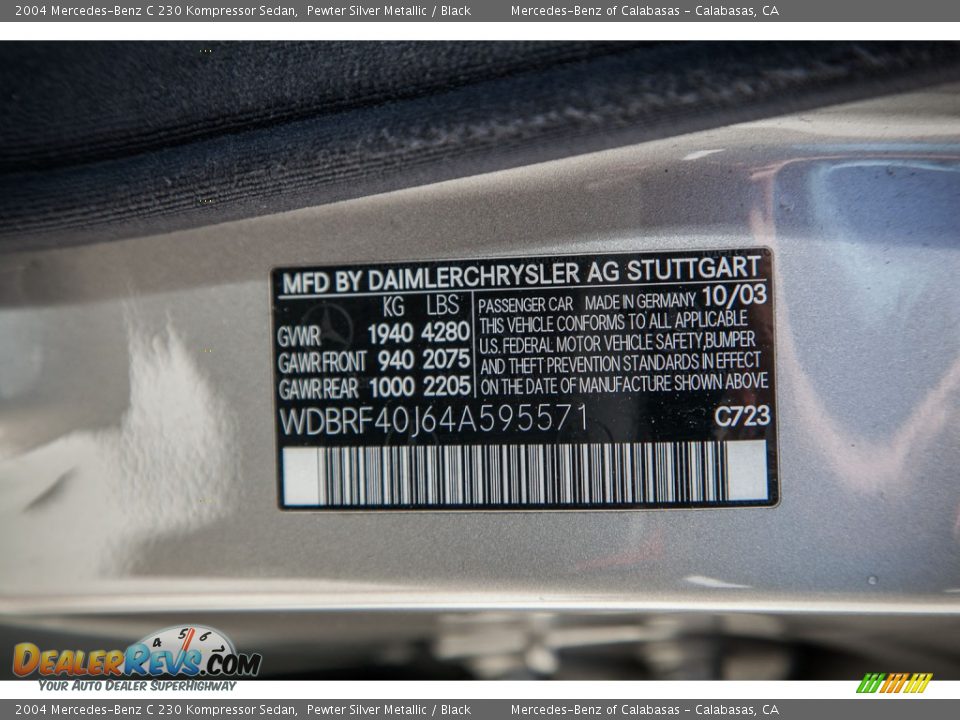 2004 Mercedes-Benz C 230 Kompressor Sedan, Pewter Silver Metallic / Black Mercedes-Benz of Calabasas - Calabasas, CA
MFD BY DAIMLERCHRYSLER AG STUTTGART
KG LBS
GVWR 1940 4280
GAWR FRONT 940 2075
GAWR REAR 1000 2205
PASSENGER CAR MADE IN GERMANY 10/03
THIS VEHICLE CONFORMS TO ALL APPLICABLE
U.S. FEDERAL MOTOR VEHICLE SAFETY,BUMPER
AND THEFT PREVENTION STANDARDS IN EFFECT
ON THE DATE OF MANUFACTURE SHOWN ABOVE
WDBRF40J64A595571 C723
4 5 6 7
DEALERREVS.COM
YOUR AUTO DEALER SUPERHIGHWAY
2004 Mercedes-Benz C 230 Kompressor Sedan, Pewter Silver Metallic / Black Mercedes-Benz of Calabasas - Calabasas, CA